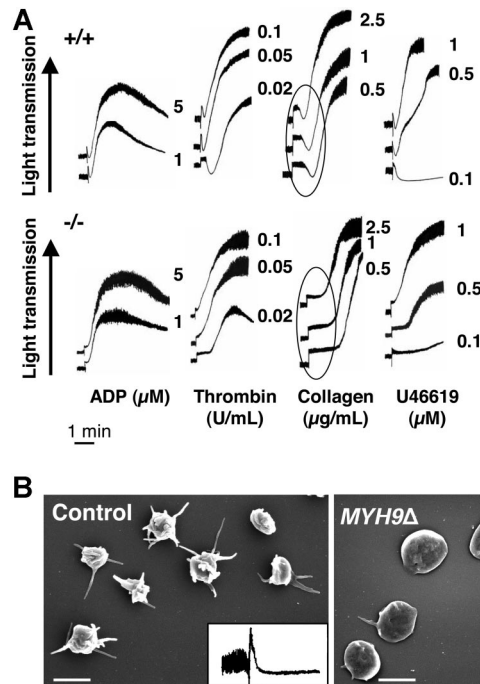 A
+/+
Light transmission
5
1
0.1
0.05
0.02
2.5
1
0.5
1
0.5
0.1
-/-
Light transmission
5
1
0.1
0.05
0.02
2.5
1
0.5
1
0.5
0.1
ADP (µM)
Thrombin
(U/mL)
Collagen
(µg/mL)
U46619
(µM)
1 min
B
Control
MYH9Δ